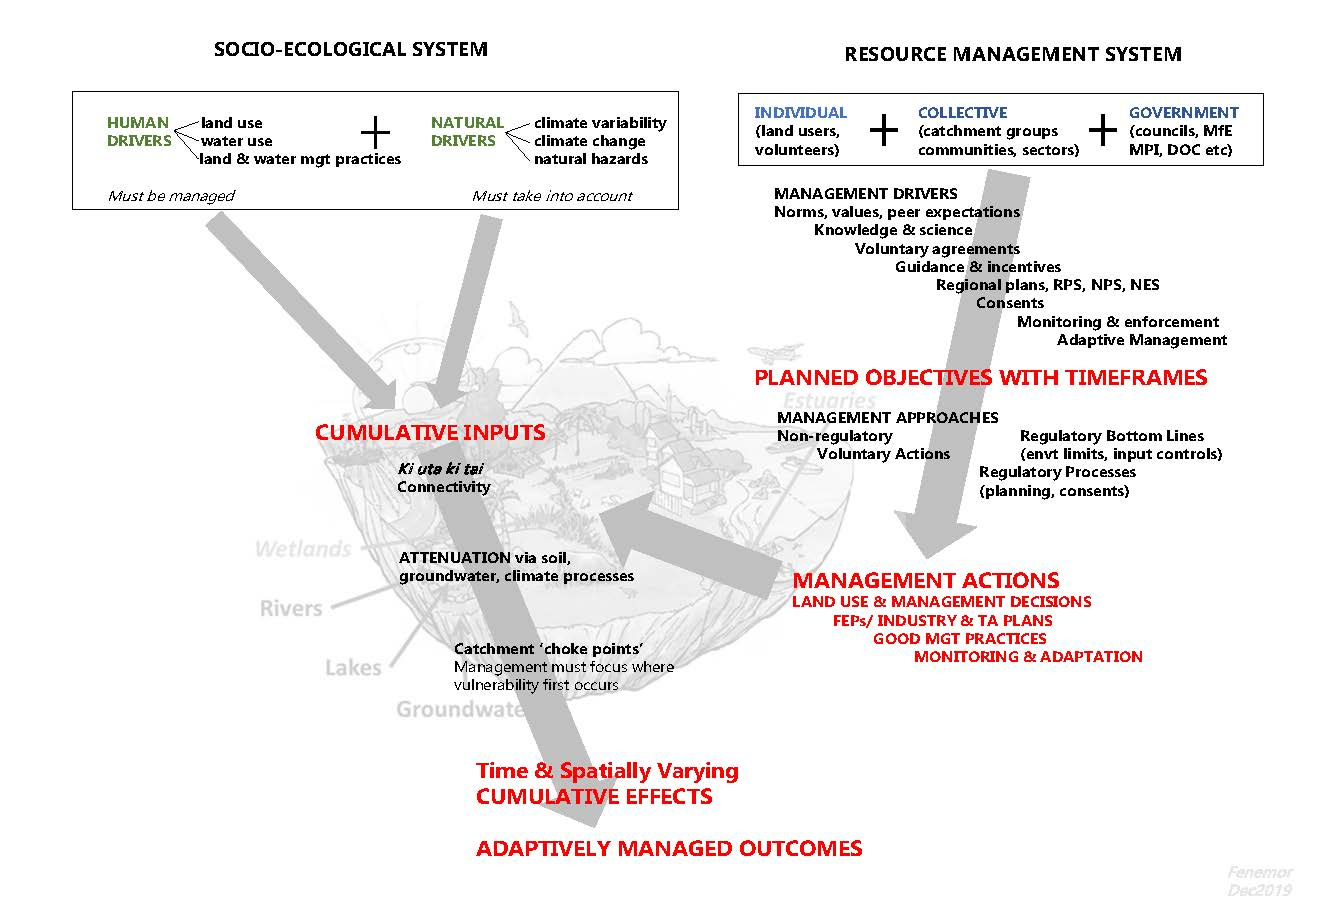 SOCIO-ECOLOGICAL SYSTEM
HUMAN
DRIVERS
land use
water use
land & water mgt practices
+
NATURAL
DRIVERS
climate variability
climate change
natural hazards
Must be managed
Must take into account
RESOURCE MANAGEMENT SYSTEM
INDIVIDUAL
(land users,
volunteers)
+
COLLECTIVE
(catchment groups
communities, sectors)
+
GOVERNMENT
(councils, MfE
MPI, DOC etc)
MANAGEMENT DRIVERS
Norms, values, peer expectations
Knowledge & science
Voluntary agreements
Guidance & incentives
Regional plans, RPS, NPS, NES
Consents
Monitoring & enforcement
Adaptive Management
PLANNED OBJECTIVES WITH TIMEFRAMES
Estuaries
MANAGEMENT APPROACHES
Non-regulatory
Voluntary Actions
Regulatory Bottom Lines
(envt limits, input controls)
Regulatory Processes
(planning, consents)
CUMULATIVE INPUTS
Ki uta ki tai
Connectivity
Wetlands
ATTENUATION via soil,
groundwater, climate processes
Rivers
Lakes
Catchment ‘choke points’
Management must focus where
vulnerability first occurs
Groundwate
MANAGEMENT ACTIONS
LAND USE & MANAGEMENT DECISIONS
FEPs/ INDUSTRY & TA PLANS
GOOD MGT PRACTICES
MONITORING & ADAPTATION
Time & Spatially Varying
CUMULATIVE EFFECTS
ADAPTIVELY MANAGED OUTCOMES
Fenemor
Dec2019